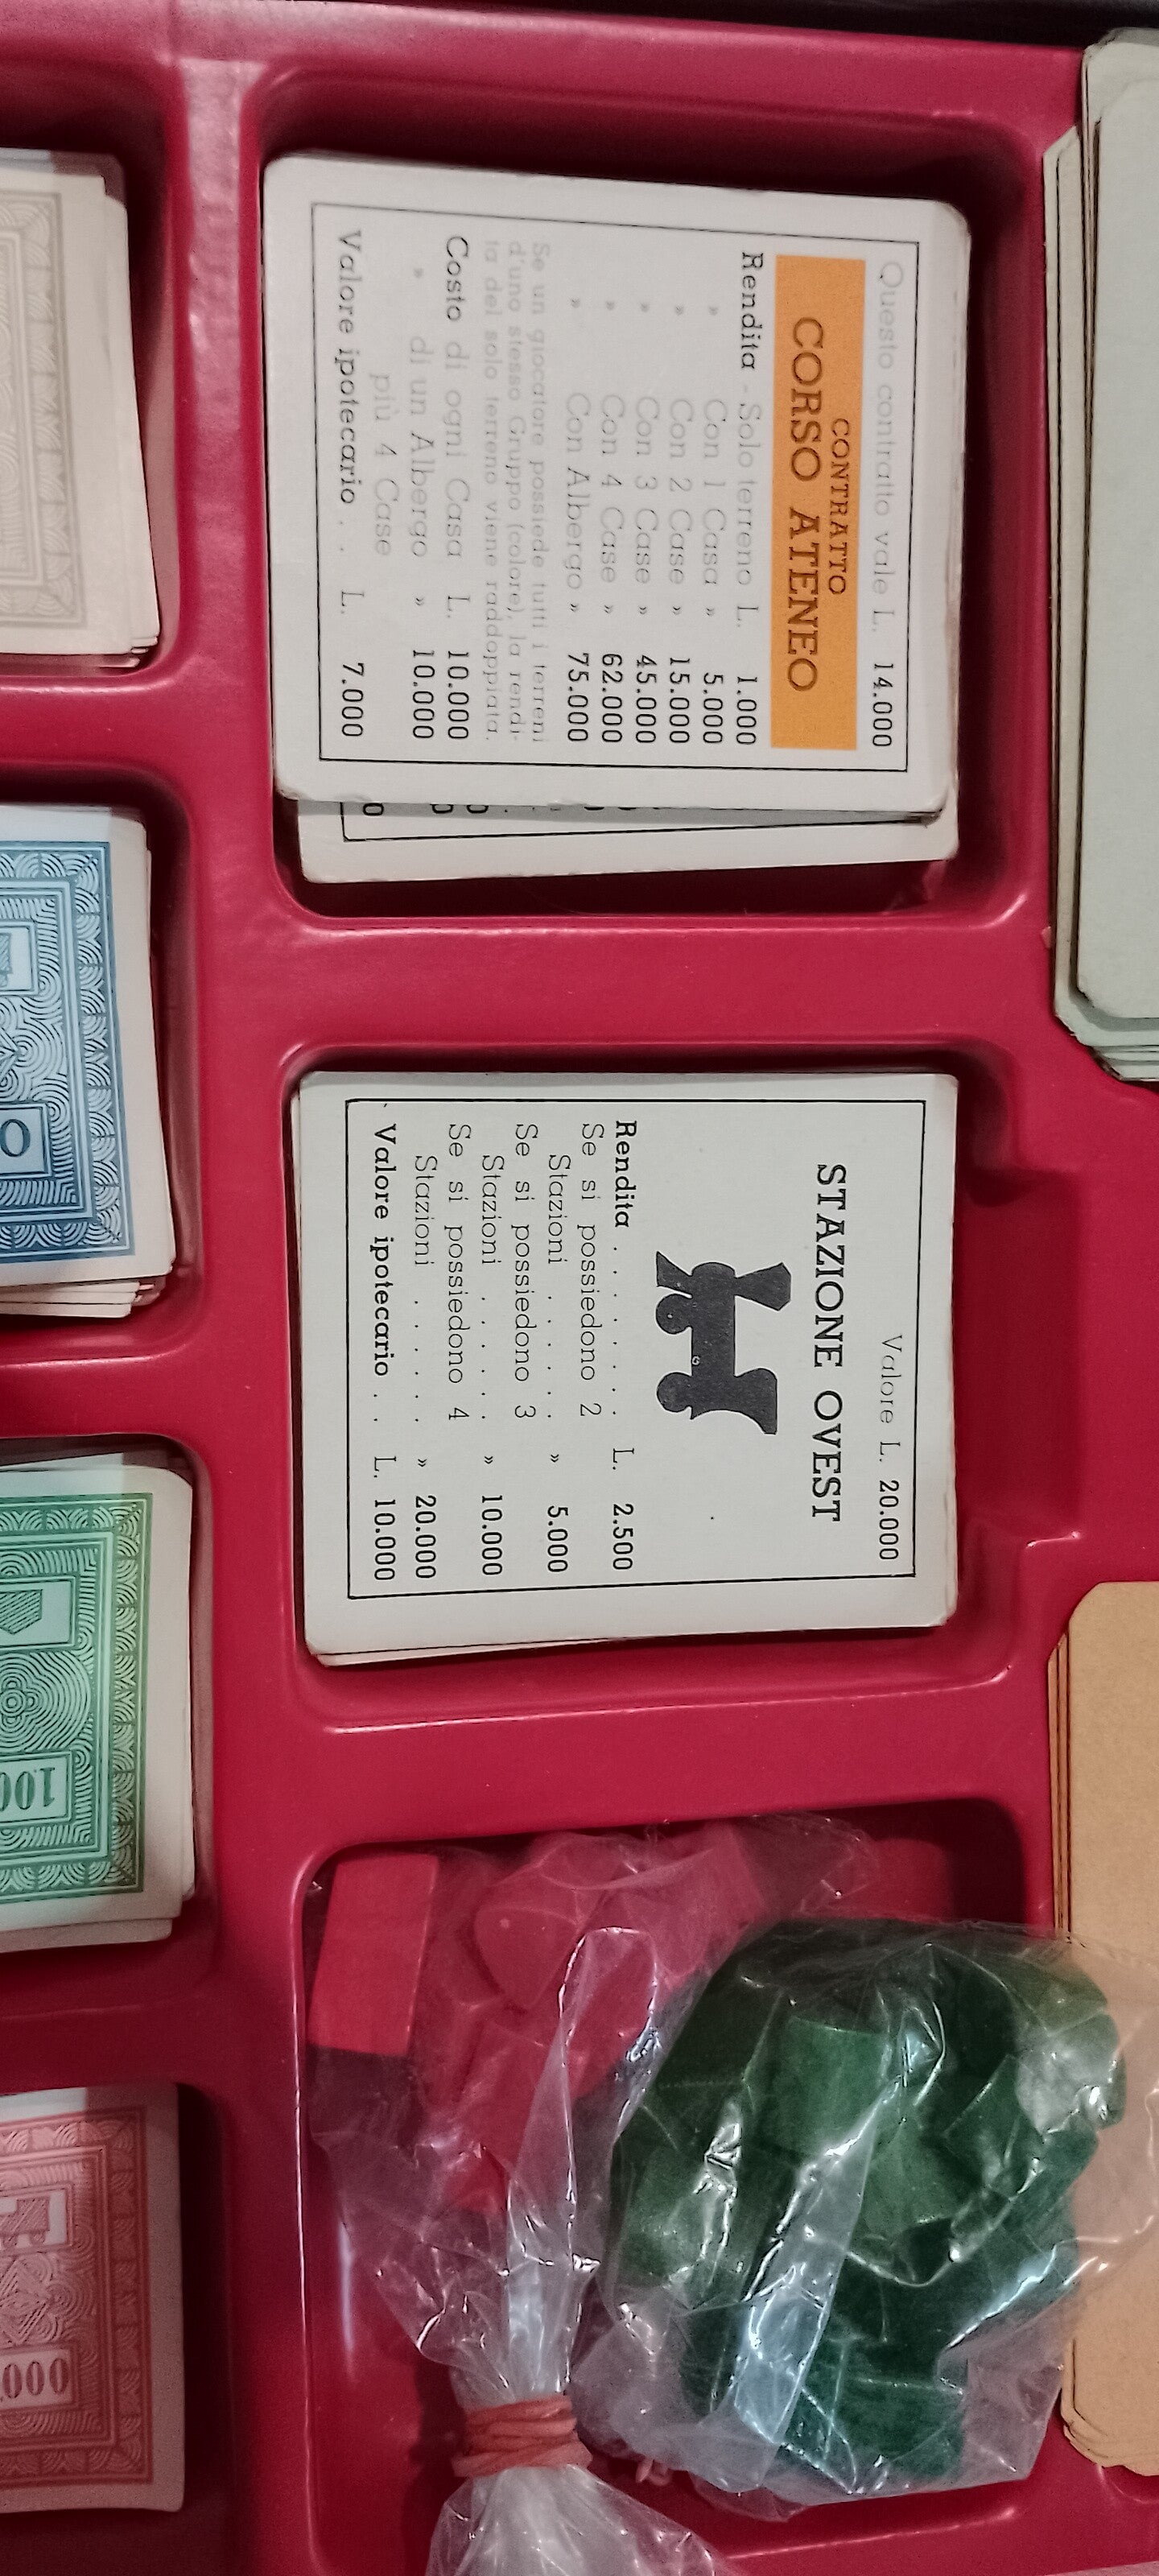 Questo contratto vale L. 14.000
CONTRATTO
CORSO ATENEO
Rendita - Solo terreno L. 1.000
» Con 1 Casa » 5.000
» Con 2 Case » 15.000
» Con 3 Case » 45.000
» Con 4 Case » 62.000
» Con Albergo » 75.000
Se un giocatore possiede tutti i terreni
d'uno stesso Gruppo (colore), la rendi-
ta del solo terreno viene raddoppiata.
Costo di ogni Casa L. 10.000
» di un Albergo » 10.000
più 4 Case
Valore ipotecario . . L. 7.000
Valore L. 20.000
STAZIONE OVEST
Rendita . . . . . . . L. 2.500
Se si possiedono 2
Stazioni . . . . . » 5.000
Se si possiedono 3
Stazioni . . . . . » 10.000
Se si possiedono 4
Stazioni . . . . . » 20.000
Valore ipotecario . . L. 10.000